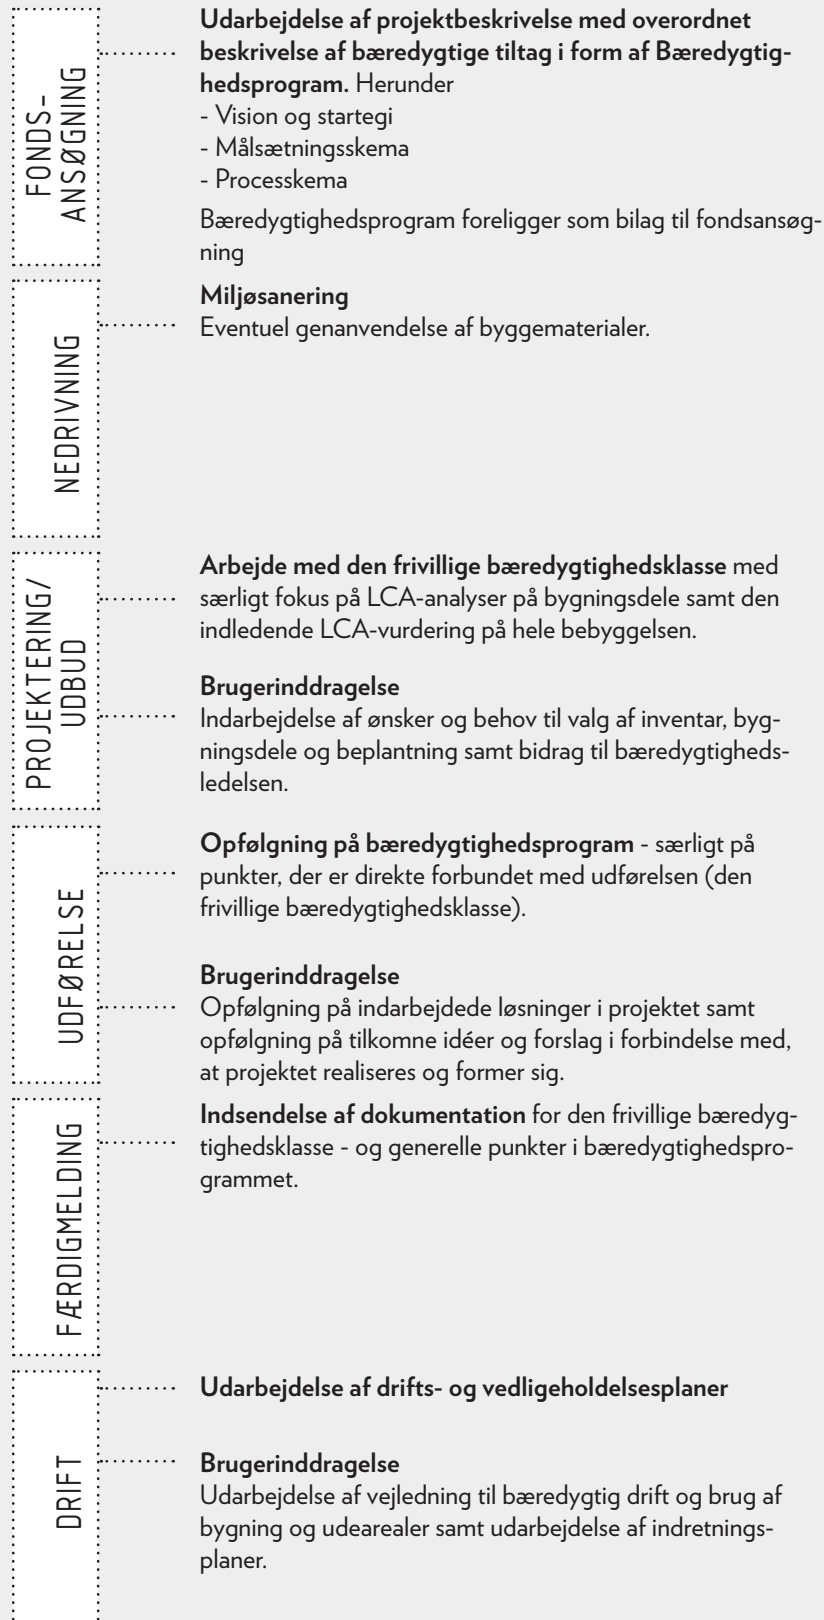 FONDS-
ANSØGNING
Udarbejdelse af projektbeskrivelse med overordnet
beskrivelse af bæredygtige tiltag i form af Bæredygtig-
hedsprogram. Herunder
- Vision og startegi
- Målsætningsskema
- Processkema
Bæredygtighedsprogram foreligger som bilag til fondsansøg-
ning
NEDRIVNING
Miljøsanering
Eventuel genanvendelse af byggematerialer.
PROJEKTERING/
UDBUD
Arbejde med den frivillige bæredygtighedsklasse med
særligt fokus på LCA-analyser på bygningsdele samt den
indledende LCA-vurdering på hele bebyggelsen.
Brugerinddragelse
Indarbejdelse af ønsker og behov til valg af inventar, byg-
ningsdele og beplantning samt bidrag til bæredygtigheds-
ledelsen.
UDFØRELSE
Opfølgning på bæredygtighedsprogram - særligt på
punkter, der er direkte forbundet med udførelsen (den
frivillige bæredygtighedsklasse).
Brugerinddragelse
Opfølgning på indarbejdede løsninger i projektet samt
opfølgning på tilkomne idéer og forslag i forbindelse med,
at projektet realiseres og former sig.
FÆRDIGMELDING
Indsendelse af dokumentation for den frivillige bæredyg-
tighedsklasse - og generelle punkter i bæredygtighedspro-
grammet.
DRIFT
Udarbejdelse af drifts- og vedligeholdelsesplaner
Brugerinddragelse
Udarbejdelse af vejledning til bæredygtig drift og brug af
bygning og udearealer samt udarbejdelse af indretnings-
planer.